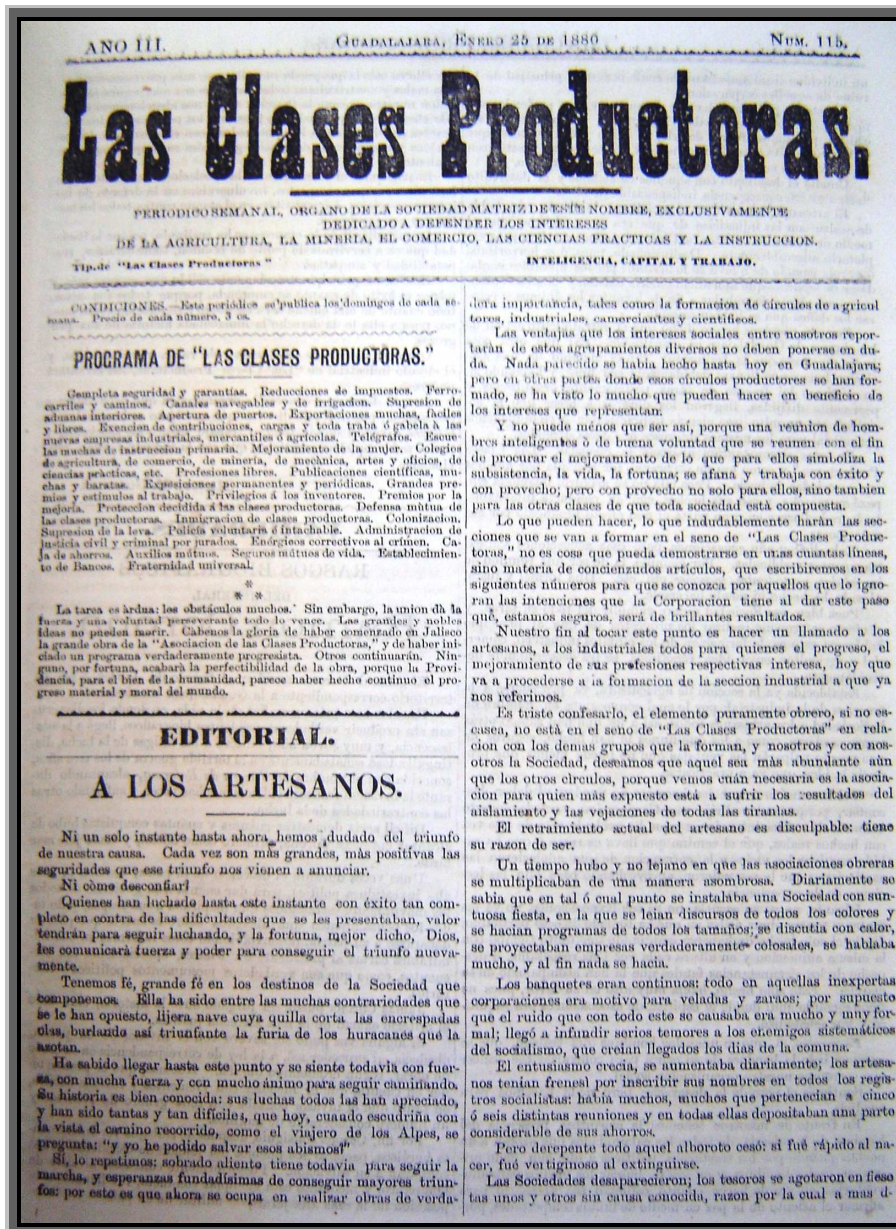 AÑO III. GUADALAJARA, ENERO 25 DE 1880 NUM. 115.
Las Clases Productoras.
PERIODICO SEMANAL, ORGANO DE LA SOCIEDAD MATRIZ DE ESTE NOMBRE, EXCLUSIVAMENTE
DEDICADO A DEFENDER LOS INTERESES
DE LA AGRICULTURA, LA MINERIA, EL COMERCIO, LAS CIENCIAS PRACTICAS Y LA INSTRUCCION.
Tip. de "Las Clases Productoras" INTELIGENCIA, CAPITAL Y TRABAJO.
CONDICIONES.—Este periódico se publica los domingos de cada se-
mana. Precio de cada número, 3 cs.
PROGRAMA DE "LAS CLASES PRODUCTORAS."
Completa seguridad y garantias. Reducciones de impuestos. Ferro-
carriles y caminos. Canales navegables y de irrigacion. Supresion de
aduanas interiores. Apertura de puertos. Exportaciones muchas, fáciles
y libres. Exencion de contribuciones, cargas y toda traba ó gabela á las
nuevas empresas industriales, mercantiles ó agrícolas. Telégrafos. Escue-
las muchas de instruccion primaria. Mejoramiento de la mujer. Colegios
de agricultura, de comercio, de minería, de mecánica, artes y oficios, de
ciencias prácticas, etc. Profesiones libres. Publicaciones científicas, mu-
chas y baratas. Exposiciones permanentes y periódicas. Grandes pre-
mios y estímulos al trabajo. Privilegios á los inventores. Premios por la
mejoría. Proteccion decidida á las clases productoras. Defensa mútua de
las clases productoras. Inmigracion de clases productoras. Colonizacion.
Supresion de la leva. Policía voluntaria é intachable. Administracion de
justicia civil y criminal por jurados. Enérgicos correctivos al crímen. Ca-
ja de ahorros. Auxilios mútuos. Seguros mútuos de vida. Establecimien-
to de Bancos. Fraternidad universal.
*
* *
La tarea es árdua: los obstáculos muchos. Sin embargo, la union dà la
fuerza y una voluntad perseverante todo lo vence. Las grandes y nobles
ideas no pueden morir. Cábenos la gloria de haber comenzado en Jalisco
la grande obra de la "Asociacion de las Clases Productoras," y de haber ini-
ciado un programa verdaderamente progresista. Otros continuarán. Nin-
guno, por fortuna, acabará la perfectibilidad de la obra, porque la Provi-
dencia, para el bien de la humanidad, parece haber hecho contínuo el pro-
greso material y moral del mundo.
EDITORIAL.
A LOS ARTESANOS.
Ni un solo instante hasta ahora hemos dudado del triunfo
de nuestra causa. Cada vez son màs grandes, màs positívas las
seguridades que ese triunfo nos vienen a anunciar.
Ni còmo desconfiar!
Quienes han luchado hasta este instante con éxito tan com-
pleto en contra de las dificultades que se les presentaban, valor
tendrán para seguir luchando, y la fortuna, mejor dicho, Dios,
les comunicará fuerza y poder para conseguir el triunfo nueva-
mente.
Tenemos fé, grande fé en los destinos de la Sociedad que
componemos. Ella ha sido entre las muchas contrariedades que
se le han opuesto, lijera nave cuya quilla corta las encrespadas
olas, burlando así triunfante la furia de los huracanes qué la
azotan.
Ha sabido llegar hasta este punto y se siente todavia con fuer-
za, con mucha fuerza y con mucho ánimo para seguir caminando.
Su historia es bien conocida: sus luchas todos las han apreciado,
y han sido tantas y tan difíciles, que hoy, cuando escudriña con
la vista el camino recorrido, como el viajero de los Alpes, se
pregunta: "y yo he podido salvar esos abismos?"
Sí, lo repetimos: sobrado aliento tiene todavia para seguir la
marcha, y esperanzas fundadísimas de conseguir mayores triun-
fos: por esto es que ahora se ocupa en realizar obras de verda-
dera importancia, tales como la formacion de círculos de agricul
tores, industriales, comerciantes y científicos.
Las ventajas que los intereses sociales entre nosotros repor-
tarán de estos agrupamientos diversos no deben ponerse en du-
da. Nada parecido se habia hecho hasta hoy en Guadalajara;
pero en otras partes donde esos círculos productores se han for-
mado, se ha visto lo mucho que pueden hacer en beneficio de
los intereses que representan.
Y no puede ménos que ser así, porque una reunion de hom-
bres inteligentes ò de buena voluntad que se reunen con el fin
de procurar el mejoramiento de lo que para ellos simboliza la
subsistencia, la vida, la fortuna; se afana y trabaja con éxito y
con provecho; pero con provecho no solo para ellos, sino tambien
para las otras clases de que toda sociedad està compuesta.
Lo que pueden hacer, lo que indudablemente harán las sec-
ciones que se van a formar en el seno de "Las Clases Produc-
toras," no es cosa que pueda demostrarse en unas cuantas líneas,
sino materia de concienzudos artículos, que escribiremos en los
siguientes números para que se conozca por aquellos que lo igno-
ran las intenciones que la Corporacion tiene al dar este paso
què, estamos seguros, será de brillantes resultados.
Nuestro fin al tocar este punto es hacer un llamado a los
artesanos, a los industriales todos para quienes el progreso, el
mejoramiento de sus profesiones respectivas interesa, hoy que
va a procederse a la formacion de la seccion industrial a que ya
nos referimos.
Es triste confesarlo, el elemento puramente obrero, si no es-
casea, no està en el seno de "Las Clases Productoras" en rela-
cion con los demas grupos que la forman, y nosotros y con nos-
otros la Sociedad, deseamos que aquel sea más abundante aùn
que los otros círculos, porque vemos cuán necesaria es la asocia-
cion para quien más expuesto está a sufrir los resultados del
aislamiento y las vejaciones de todas las tiranías.
El retraimiento actual del artesano es disculpable: tiene
su razon de ser.
Un tiempo hubo y no lejano en que las asociaciones obreras
se multiplicaban de una manera asombrosa. Diariamente se
sabia que en tal ó cual punto se instalaba una Sociedad con sun-
tuosa fiesta, en la que se leian discursos de todos los colores y
se hacian programas de todos los tamaños; se discutia con calor,
se proyectaban empresas verdaderamente colosales, se hablaba
mucho, y al fin nada se hacia.
Los banquetes eran contínuos: todo en aquellas inexpertas
corporaciones era motivo para veladas y zaraos; por supuesto
que el ruido que con todo este se causaba era mucho y muy for-
mal; llegó a infundir serios temores a los enemigos sistemáticos
del socialismo, que creian llegados los dias de la comuna.
El entusiasmo crecia, se aumentaba diariamente; los artesa-
nos tenian frenesí por inscribir sus nombres en todos los regis-
tros socialistas: habia muchos, muchos que pertenecian a cinco
ó seis distintas reuniones y en todas ellas depositaban una parte
considerable de sus ahorros.
Pero derepente todo aquel alboroto cesó: si fué rápido al na-
cer, fué vertiginoso al extinguirse.
Las Sociedades desaparecieron; los tesoros se agotaron en fies-
tas unos y otros sin causa conocida, razon por la cual a mas d-